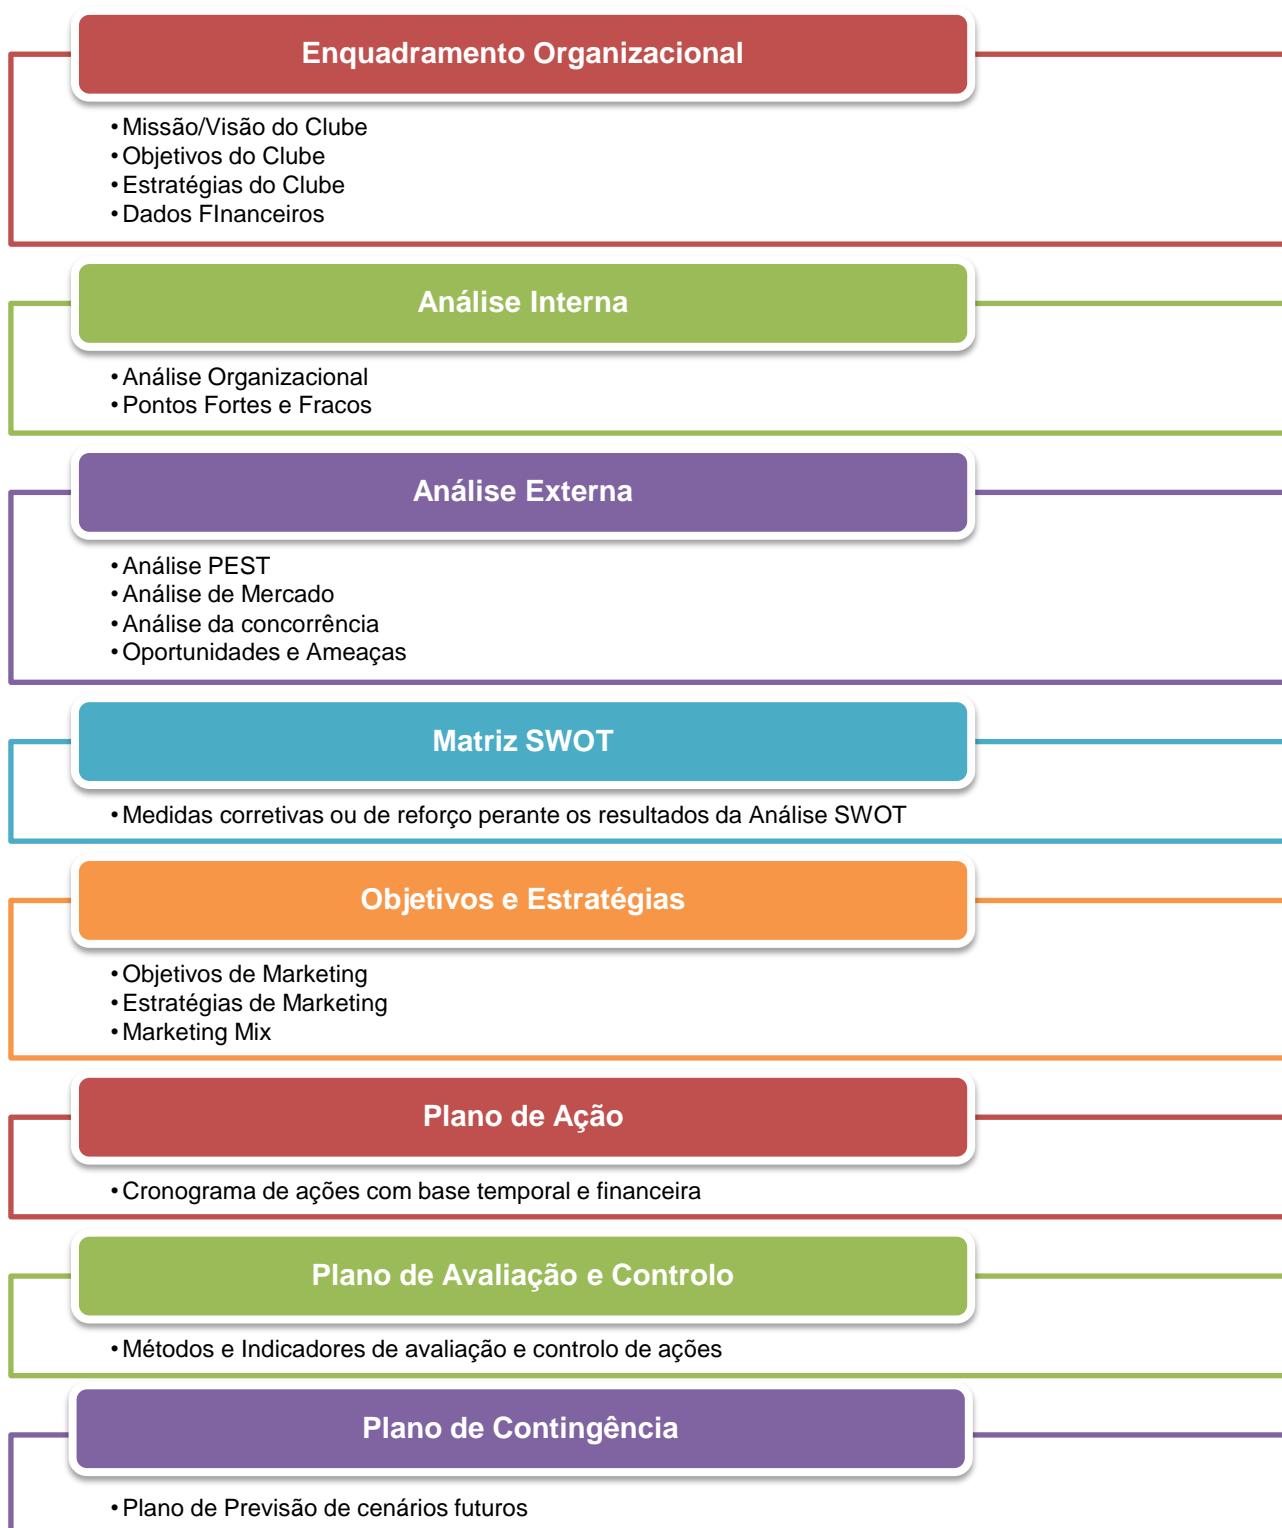 Enquadramento Organizacional
•Missão/Visão do Clube
•Objetivos do Clube
•Estratégias do Clube
•Dados FInanceiros
Análise Interna
•Análise Organizacional
•Pontos Fortes e Fracos
Análise Externa
•Análise PEST
•Análise de Mercado
•Análise da concorrência
•Oportunidades e Ameaças
Matriz SWOT
•Medidas corretivas ou de reforço perante os resultados da Análise SWOT
Objetivos e Estratégias
•Objetivos de Marketing
•Estratégias de Marketing
•Marketing Mix
Plano de Ação
•Cronograma de ações com base temporal e financeira
Plano de Avaliação e Controlo
•Métodos e Indicadores de avaliação e controlo de ações
Plano de Contingência
•Plano de Previsão de cenários futuros